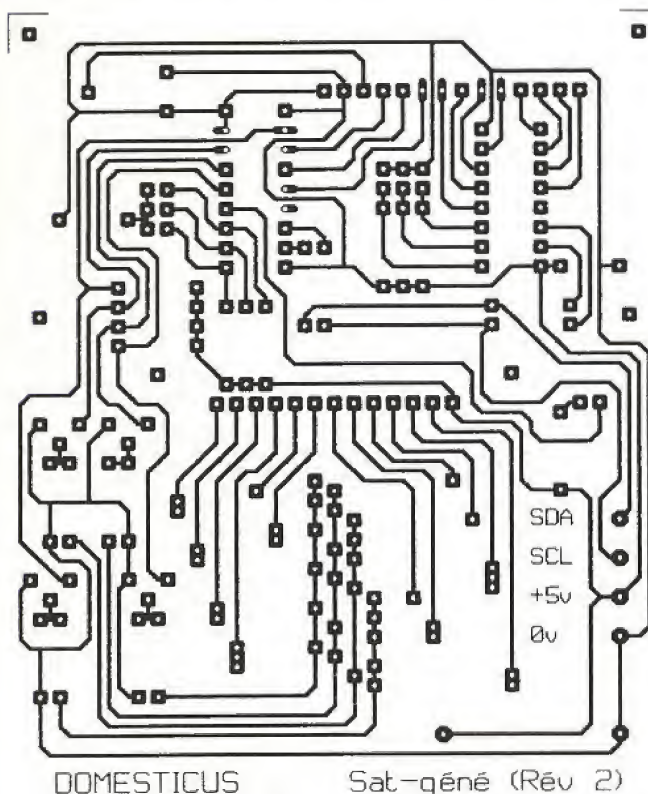 SDA
SCL
+5v
0v
DOMESTICUS Sat-géné (Rév 2)